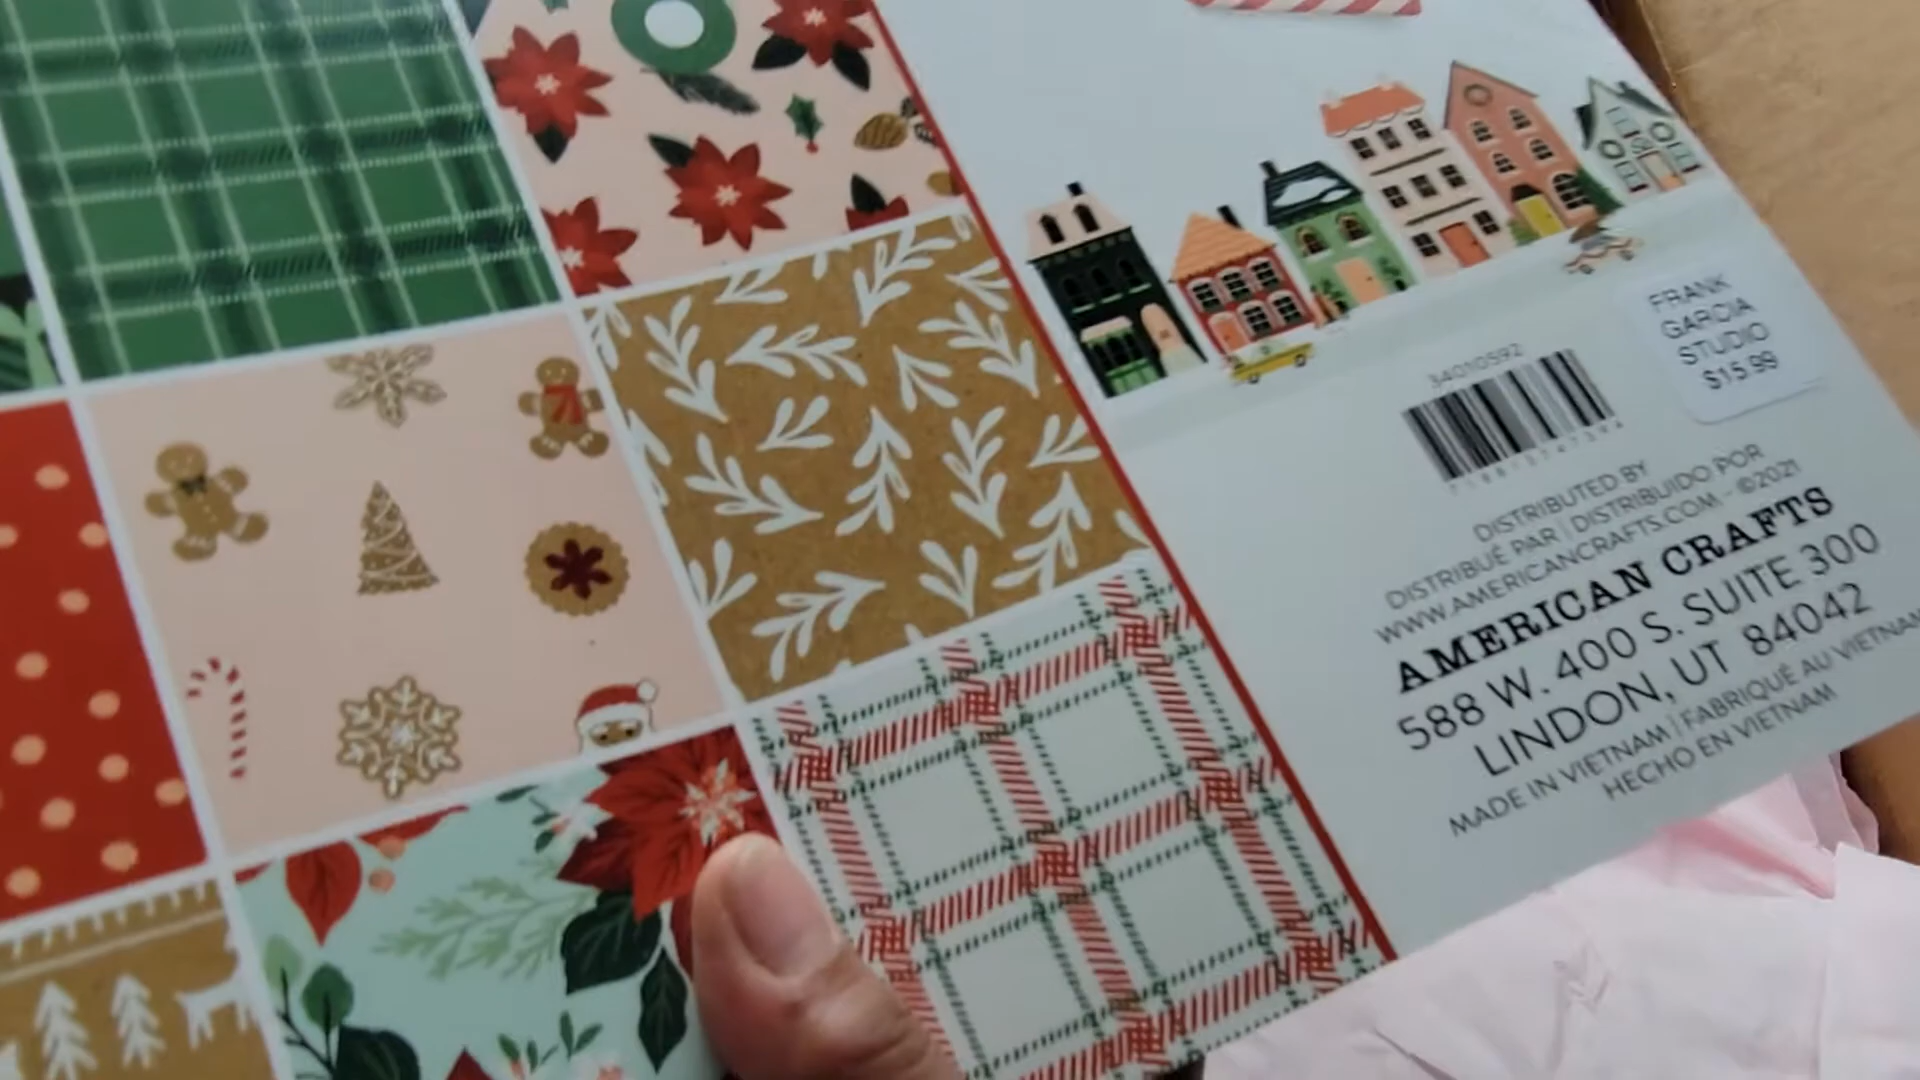 FRANK
GARCIA
STUDIO
$15.99
34010592
DISTRIBUTED BY
DISTRIBUÉ PAR | DISTRIBUIDO POR
WWW.AMERICANCRAFTS.COM - ©2021
AMERICAN CRAFTS
588 W. 400 S. SUITE 300
LINDON, UT 84042
MADE IN VIETNAM | FABRIQUÉ AU VIETNAM
HECHO EN VIETNAM